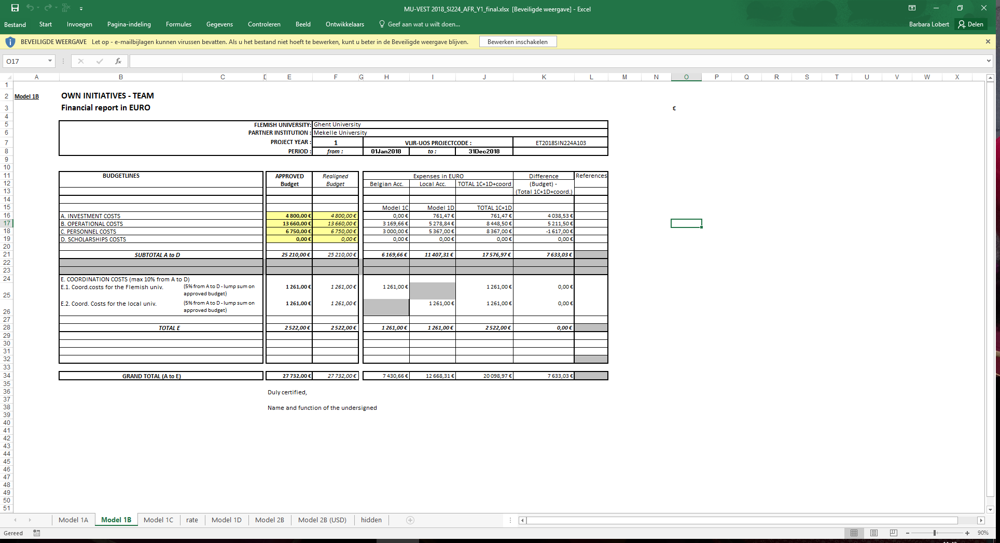 MU-VEST 2018_SI224_AFR_Y1_final.xlsx [Beveiligde weergave] - Excel
Bestand Start Invoegen Pagina-indeling Formules Gegevens Controleren Beeld Ontwikkelaars Geef aan wat u wilt doen... Barbara Lobert Delen
BEVEILIGDE WEERGAVE Let op - e-mailbijlagen kunnen virussen bevatten. Als u het bestand niet hoeft te bewerken, kunt u beter in de Beveiligde weergave blijven. Bewerken inschakelen
O17 fx
A B C D E F G H I J K L M N O P Q R S T U V W X
1
2 Model 1B OWN INITIATIVES - TEAM
3 Financial report in EURO €
4
5 FLEMISH UNIVERSITY: Ghent University
6 PARTNER INSTITUTION : Mekelle University
7 PROJECT YEAR : 1 VLIR-UOS PROJECTCODE : ET2018SIN224A103
8 PERIOD : from : 01Jan2018 to : 31Dec2018
9
10
11 BUDGETLINES APPROVED Realigned Expenses in EURO Difference References
12 Budget Budget Belgian Acc. Local Acc. TOTAL 1C+1D+coord (Budget) -
13 (Total 1C+1D+coord.)
14
15 Model 1C Model 1D TOTAL 1C+1D
16 A. INVESTMENT COSTS 4 800,00 € 4 800,00 € 0,00 € 761,47 € 761,47 € 4 038,53 €
17 B. OPERATIONAL COSTS 13 660,00 € 13 660,00 € 3 169,66 € 5 278,84 € 8 448,50 € 5 211,50 €
18 C. PERSONNEL COSTS 6 750,00 € 6 750,00 € 3 000,00 € 5 367,00 € 8 367,00 € -1 617,00 €
19 D. SCHOLARSHIPS COSTS 0,00 € 0,00 € 0,00 € 0,00 € 0,00 € 0,00 €
20
21 SUBTOTAL A to D 25 210,00 € 25 210,00 € 6 169,66 € 11 407,31 € 17 576,97 € 7 633,03 €
22
23
24 E. COORDINATION COSTS (max 10% from A to D)
E.1. Coord.costs for the Flemish univ. (5% from A to D - lump sum on 1 261,00 € 1 261,00 € 1 261,00 € 1 261,00 € 0,00 €
25 approved budget)
E.2. Coord. Costs for the local univ. (5% from A to D - lump sum on 1 261,00 € 1 261,00 € 1 261,00 € 1 261,00 € 0,00 €
26 approved budget)
27
28 TOTAL E 2 522,00 € 2 522,00 € 1 261,00 € 1 261,00 € 2 522,00 € 0,00 €
29
30
31
32
33
34 GRAND TOTAL (A to E) 27 732,00 € 27 732,00 € 7 430,66 € 12 668,31 € 20 098,97 € 7 633,03 €
35
36 Duly certified,
37
38 Name and function of the undersigned
39
40
41
42
43
44
45
46
47
48
49
50
51
Model 1A Model 1B Model 1C rate Model 1D Model 2B Model 2B (USD) hidden
Gereed 90%